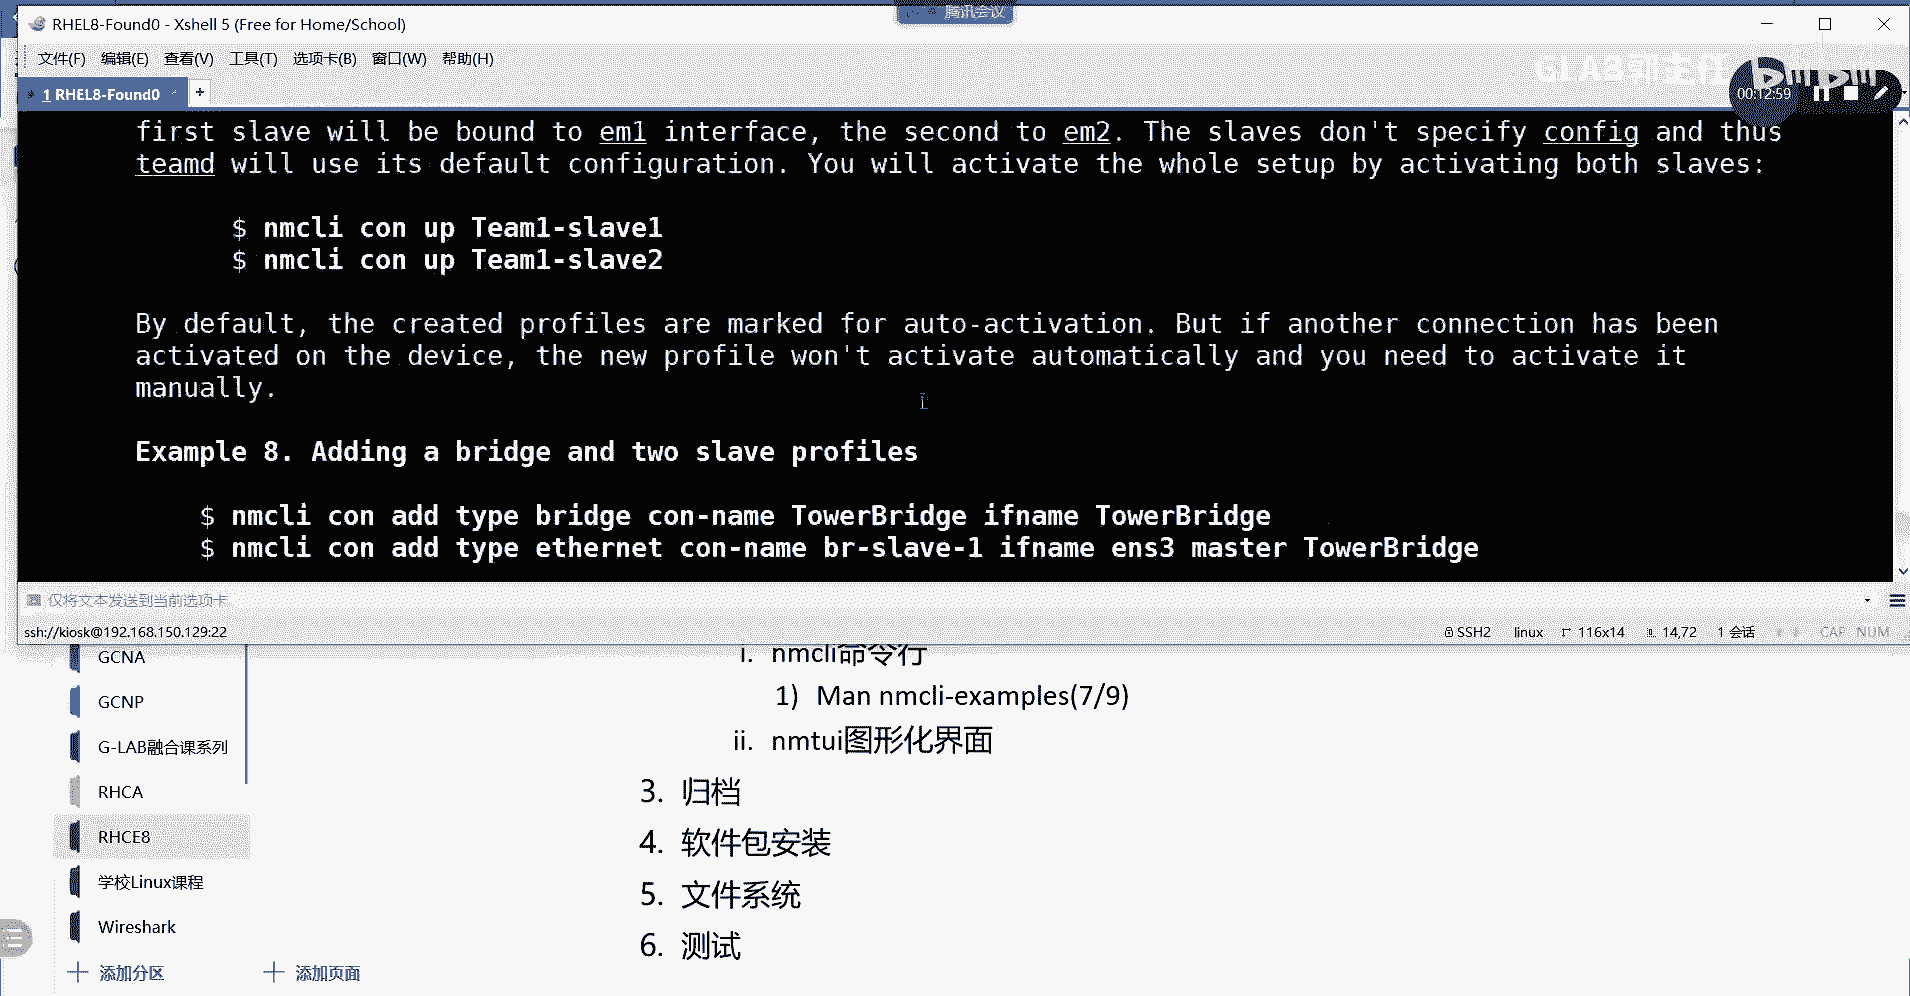 腾讯会议
RHEL8-Found0 - Xshell 5 (Free for Home/School)
文件(F) 编辑(E) 查看(V) 工具(T) 选项卡(B) 窗口(W) 帮助(H)
GLAB郭主任 bilibili
1 RHEL8-Found0 +
00:12:59
first slave will be bound to em1 interface, the second to em2. The slaves don't specify config and thus
teamd will use its default configuration. You will activate the whole setup by activating both slaves:
$ nmcli con up Team1-slave1
$ nmcli con up Team1-slave2
By default, the created profiles are marked for auto-activation. But if another connection has been
activated on the device, the new profile won't activate automatically and you need to activate it
manually.
Example 8. Adding a bridge and two slave profiles
$ nmcli con add type bridge con-name TowerBridge ifname TowerBridge
$ nmcli con add type ethernet con-name br-slave-1 ifname ens3 master TowerBridge
仅将文本发送到当前选项卡
ssh://kiosk@192.168.150.129:22 SSH2 linux 116x14 14,72 1 会话 CAP NUM
GCNA
GCNP
G-LAB融合课系列
RHCA
RHCE8
学校Linux课程
Wireshark
添加分区
添加页面
i. nmcli命令行
1) Man nmcli-examples(7/9)
ii. nmtui图形化界面
3. 归档
4. 软件包安装
5. 文件系统
6. 测试